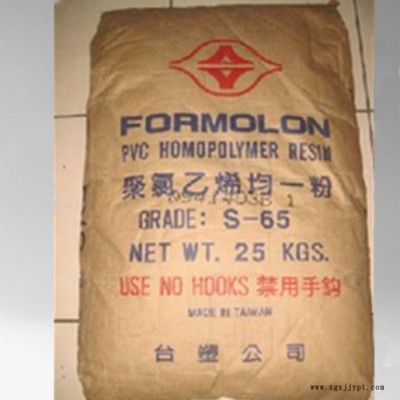 FORMOLON
PVC HOMOPOLYMER RESIN
聚氯乙烯均一粉
GRADE: S-65
NET WT. 25 KGS.
USE NO HOOKS 禁用手鈎
MADE IN TAIWAN
台塑公司
www.zgxjjypt.com